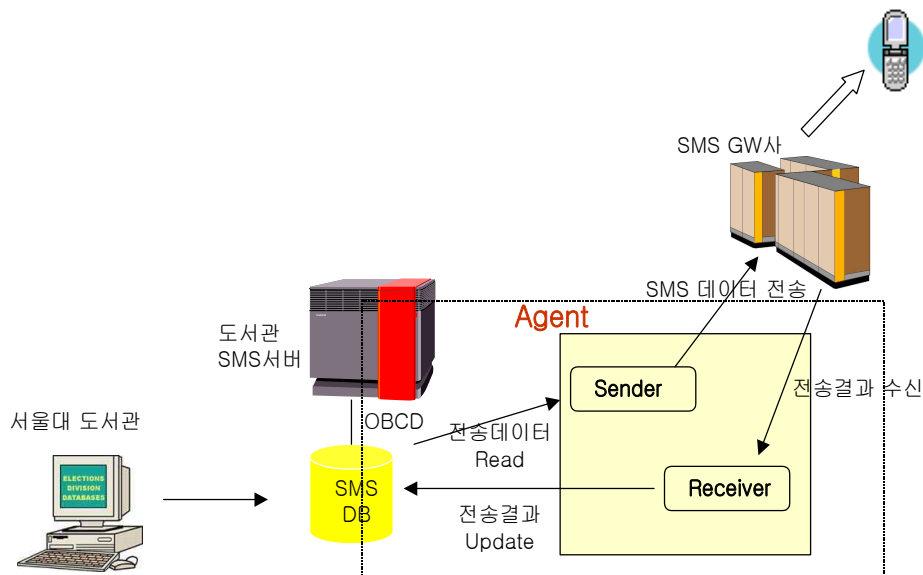 SMS GW사
SMS 데이터 전송
Agent
도서관
SMS서버
Sender
전송결과 수신
서울대 도서관
OBCD
전송데이터
Read
ELECTIONS
DIVISION
DATABASES
SMS
DB
Receiver
전송결과
Update